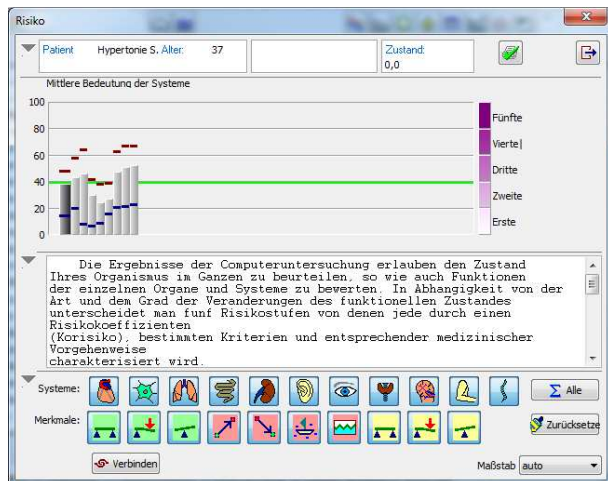 Risiko
Patient Hypertonie S. Alter: 37
Zustand:
0,0
Mittlere Bedeutung der Systeme
100
80
60
40
20
0
Fünfte
Vierte|
Dritte
Zweite
Erste
Die Ergebnisse der Computeruntersuchung erlauben den Zustand
Ihres Organismus im Ganzen zu beurteilen, so wie auch Funktionen
der einzelnen Organe und Systeme zu bewerten. In Abhangigkeit von der
Art und dem Grad der Veranderungen des funktionellen Zustandes
unterscheidet man funf Risikostufen von denen jede durch einen
Risikokoeffizienten
(Korisiko), bestimmten Kriterien und entsprechender medizinischer
Vorgehenweise
charakterisiert wird.
Systeme:
Σ Alle
Merkmale:
Zurücksetze
Verbinden
Maßstab auto